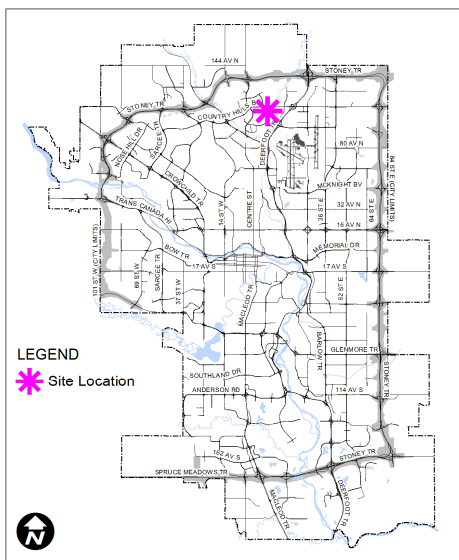 144 AV N
STONEY TR
STONEY TR
COUNTRY HILLS B
NOSE HILL DR
SARCEE TR
DEERFOOT TR
80 AV N
CROWCHILD TR
MCKNIGHT BV
84 ST E (CITY LIMITS)
TRANS CANADA HI
14 ST W
CENTRE ST
36 ST E
32 AV N
64 ST E
16 AV N
MEMORIAL DR
BOW TR
17 AV S
17 AV S
101 ST W (CITY LIMITS)
69 ST W
SARCEE TR
37 ST W
MACLEOD TR
52 ST E
BARLOW TR
GLENMORE TR
LEGEND
Site Location
SOUTHLAND DR
ANDERSON RD
114 AV S
STONEY TR
162 AV S
STONEY TR
SPRUCE MEADOWS TR
MACLEOD TR
DEERFOOT TR
N